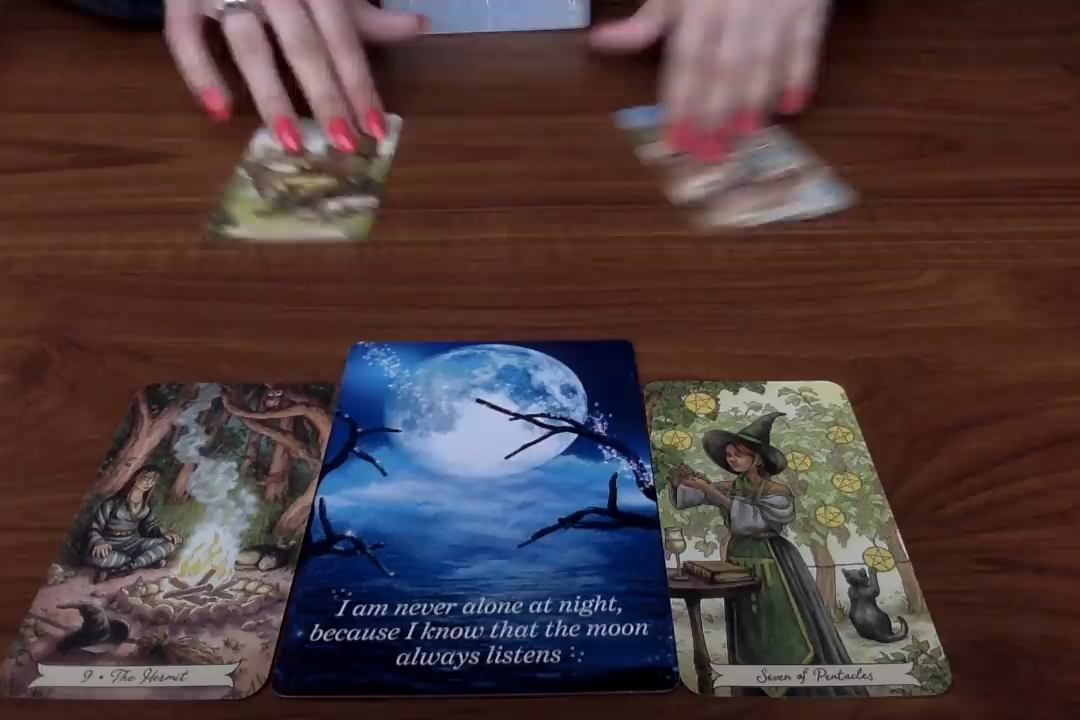 I am never alone at night,
because I know that the moon
always listens
9 • The Hermit
Seven of Pentacles